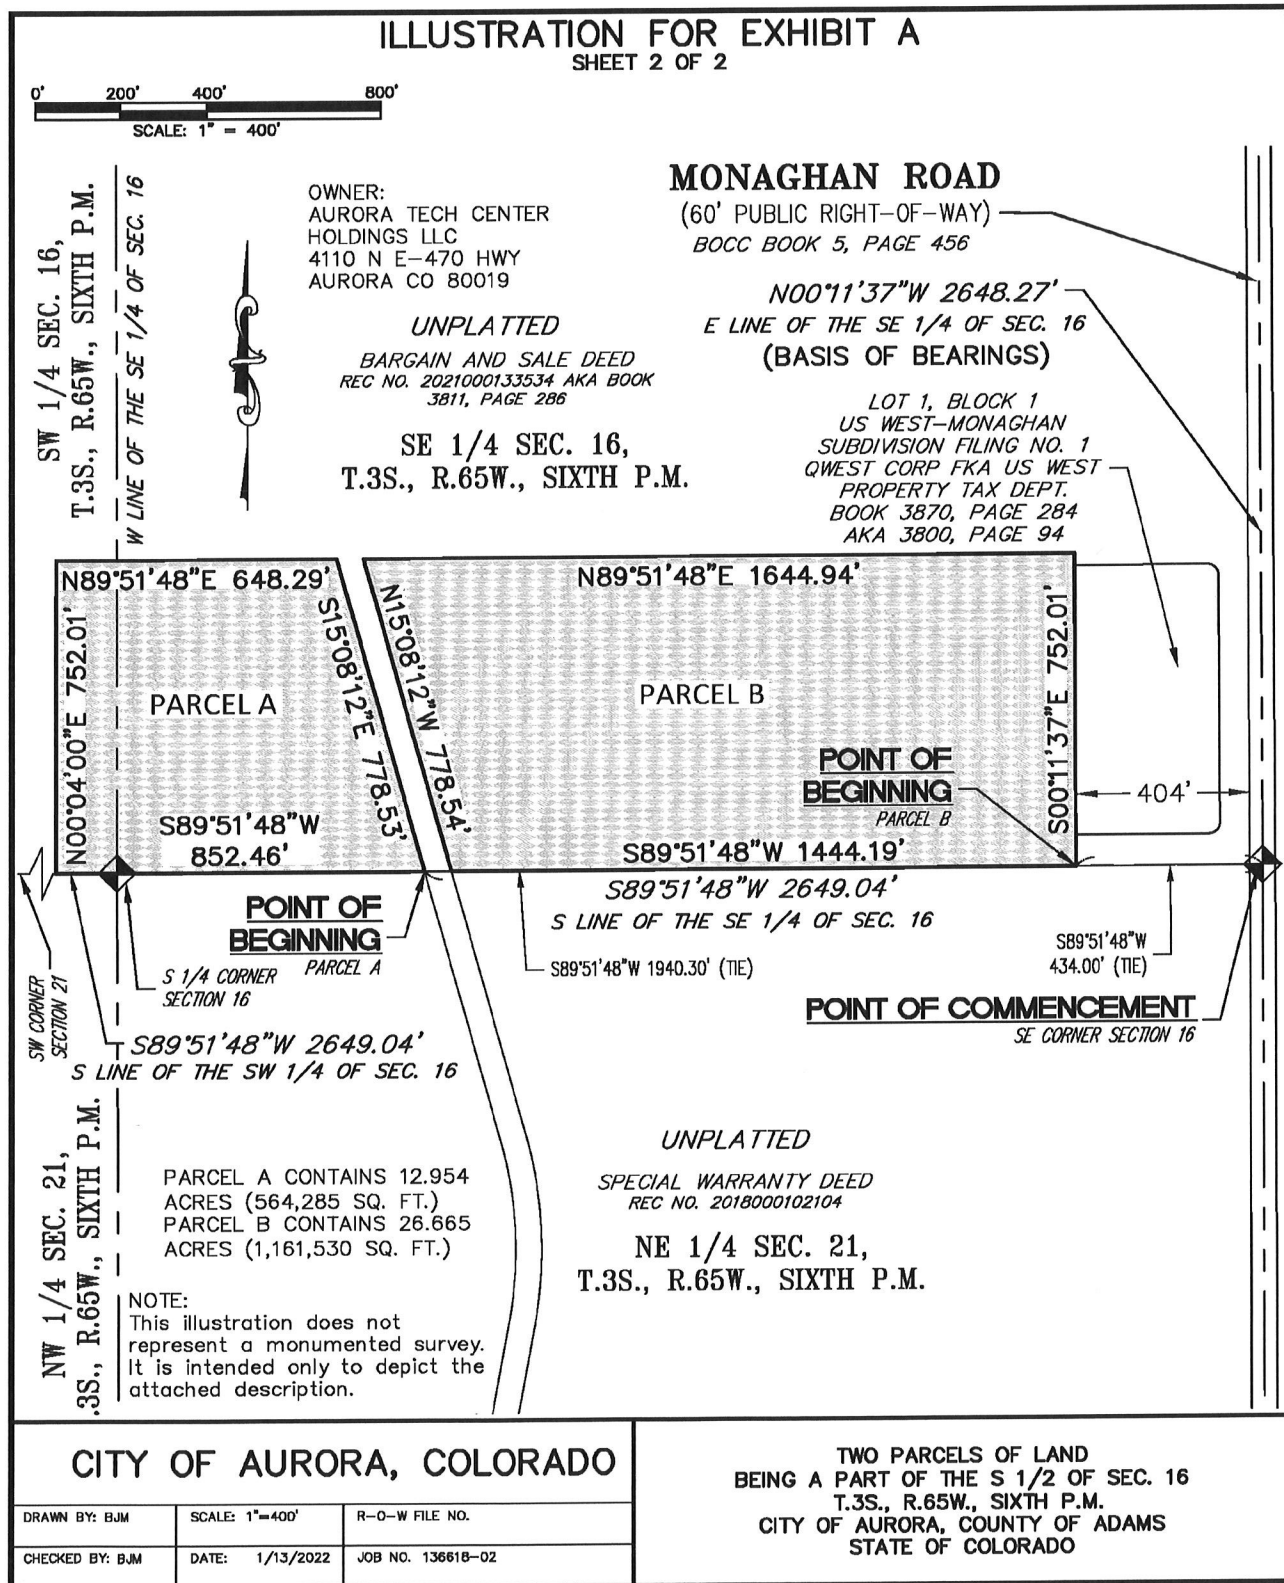 ILLUSTRATION FOR EXHIBIT A
SHEET 2 OF 2
0' 200' 400' 800'
SCALE: 1" = 400'
SW 1/4 SEC. 16,
T.3S., R.65W., SIXTH P.M.
W LINE OF THE SE 1/4 OF SEC. 16
OWNER:
AURORA TECH CENTER
HOLDINGS LLC
4110 N E-470 HWY
AURORA CO 80019
UNPLATTED
BARGAIN AND SALE DEED
REC NO. 2021000133534 AKA BOOK
3811, PAGE 286
SE 1/4 SEC. 16,
T.3S., R.65W., SIXTH P.M.
MONAGHAN ROAD
(60' PUBLIC RIGHT-OF-WAY)
BOCC BOOK 5, PAGE 456
N00°11'37"W 2648.27'
E LINE OF THE SE 1/4 OF SEC. 16
(BASIS OF BEARINGS)
LOT 1, BLOCK 1
US WEST-MONAGHAN
SUBDIVISION FILING NO. 1
QWEST CORP FKA US WEST
PROPERTY TAX DEPT.
BOOK 3870, PAGE 284
AKA 3800, PAGE 94
N89°51'48"E 648.29'
N00°04'00"E 752.01'
PARCEL A
S15°08'12"E 778.53'
S89°51'48"W
852.46'
N15°08'12"W 778.54'
N89°51'48"E 1644.94'
PARCEL B
S00°11'37"E 752.01'
POINT OF
BEGINNING
PARCEL B
404'
S89°51'48"W 1444.19'
S89°51'48"W 2649.04'
S LINE OF THE SE 1/4 OF SEC. 16
S89°51'48"W 1940.30' (TIE)
S89°51'48"W
434.00' (TIE)
POINT OF
BEGINNING
PARCEL A
S 1/4 CORNER
SECTION 16
SW CORNER
SECTION 21
S89°51'48"W 2649.04'
S LINE OF THE SW 1/4 OF SEC. 16
POINT OF COMMENCEMENT
SE CORNER SECTION 16
NW 1/4 SEC. 21,
.3S., R.65W., SIXTH P.M.
PARCEL A CONTAINS 12.954
ACRES (564,285 SQ. FT.)
PARCEL B CONTAINS 26.665
ACRES (1,161,530 SQ. FT.)
UNPLATTED
SPECIAL WARRANTY DEED
REC NO. 2018000102104
NE 1/4 SEC. 21,
T.3S., R.65W., SIXTH P.M.
NOTE:
This illustration does not
represent a monumented survey.
It is intended only to depict the
attached description.
CITY OF AURORA, COLORADO
DRAWN BY: BJM
SCALE: 1"=400'
R-O-W FILE NO.
CHECKED BY: BJM
DATE: 1/13/2022
JOB NO. 136618-02
TWO PARCELS OF LAND
BEING A PART OF THE S 1/2 OF SEC. 16
T.3S., R.65W., SIXTH P.M.
CITY OF AURORA, COUNTY OF ADAMS
STATE OF COLORADO